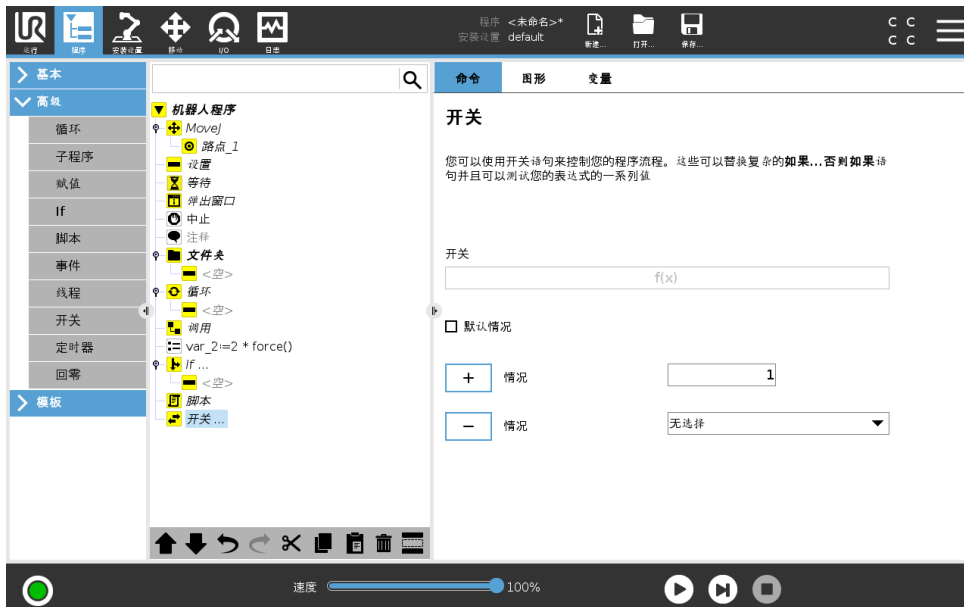 UR
运行
程序
安装设置
移动
I/O
日志
程序 <未命名>*
安装设置 default
新建...
打开...
保存...
C C
C C
基本
高级
循环
子程序
赋值
If
脚本
事件
线程
开关
定时器
回零
模板
机器人程序
MoveJ
路点_1
设置
等待
弹出窗口
中止
注释
文件夹
<空>
循环
<空>
调用
var_2:=2 * force()
If ...
<空>
脚本
开关 ...
命令 图形 变量
开关
您可以使用开关语句来控制您的程序流程。这些可以替换复杂的如果...否则如果语
句并且可以测试您的表达式的一系列值
开关
f(x)
默认情况
+ 情况 1
− 情况 无选择
速度 100%